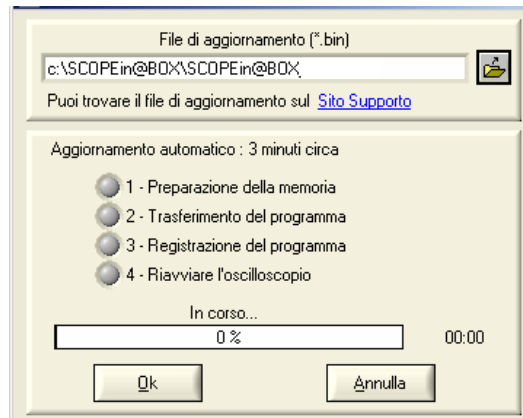 File di aggiornamento (*.bin)
c:\SCOPEin@BOX\SCOPEin@BOX
Puoi trovare il file di aggiornamento sul Sito Supporto
Aggiornamento automatico : 3 minuti circa
1 - Preparazione della memoria
2 - Trasferimento del programma
3 - Registrazione del programma
4 - Riavviare l'oscilloscopio
In corso...
0 % 00:00
Ok Annulla